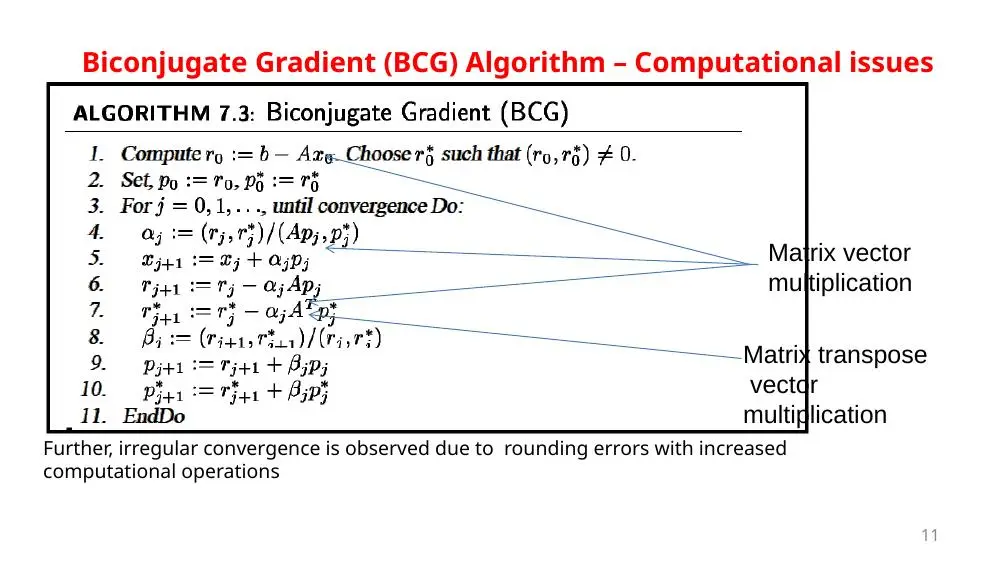 Biconjugate Gradient (BCG) Algorithm – Computational issues
ALGORITHM 7.3: Biconjugate Gradient (BCG)
1. Compute r₀ := b − Ax₀. Choose r₀* such that (r₀, r₀*) ≠ 0.
2. Set, p₀ := r₀, p₀* := r₀*
3. For j = 0, 1, . . ., until convergence Do:
4. αⱼ := (rⱼ, rⱼ*)/(Apⱼ, pⱼ*)
5. xⱼ₊₁ := xⱼ + αⱼpⱼ
6. rⱼ₊₁ := rⱼ − αⱼApⱼ
7. rⱼ₊₁* := rⱼ* − αⱼAᵀpⱼ*
8. βⱼ := (rⱼ₊₁, rⱼ₊₁*)/(rⱼ, rⱼ*)
9. pⱼ₊₁ := rⱼ₊₁ + βⱼpⱼ
10. pⱼ₊₁* := rⱼ₊₁* + βⱼpⱼ*
11. EndDo
Matrix vector
multiplication
Matrix transpose
vector
multiplication
Further, irregular convergence is observed due to rounding errors with increased
computational operations
11